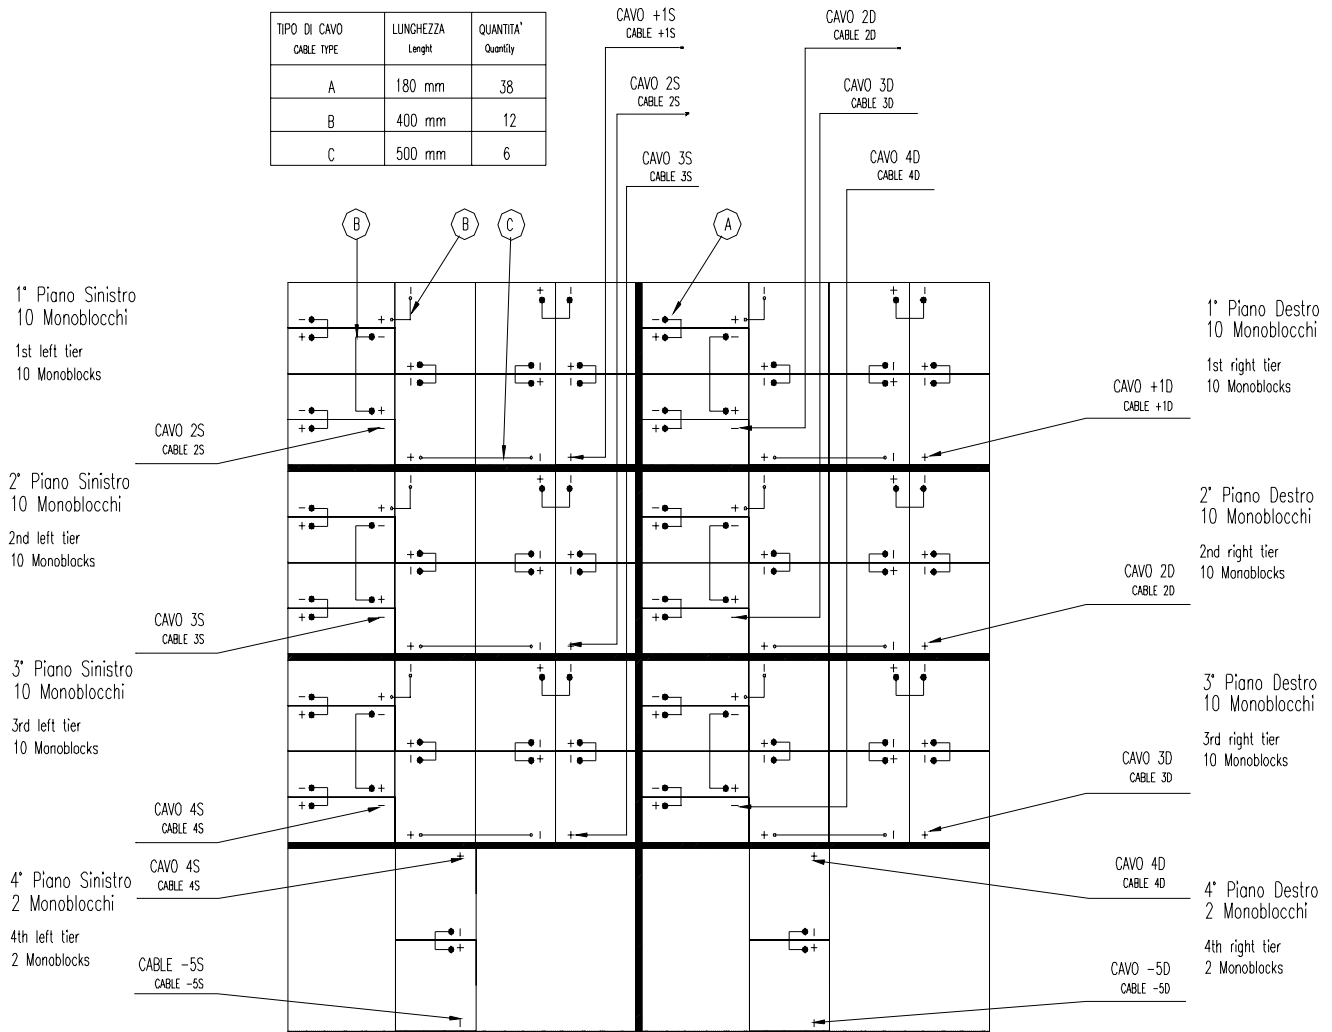 TIPO DI CAVO LUNGHEZZA QUANTITA'
CABLE TYPE Lenght Quantily
A 180 mm 38
B 400 mm 12
C 500 mm 6
CAVO +1S
CABLE +1S
CAVO 2S
CABLE 2S
CAVO 3S
CABLE 3S
CAVO 2D
CABLE 2D
CAVO 3D
CABLE 3D
CAVO 4D
CABLE 4D
B B C A
1° Piano Sinistro
10 Monoblocchi
1st left tier
10 Monoblocks
CAVO 2S
CABLE 2S
2° Piano Sinistro
10 Monoblocchi
2nd left tier
10 Monoblocks
CAVO 3S
CABLE 3S
3° Piano Sinistro
10 Monoblocchi
3rd left tier
10 Monoblocks
CAVO 4S
CABLE 4S
CAVO 4S
CABLE 4S
4° Piano Sinistro
2 Monoblocchi
4th left tier
2 Monoblocks
CABLE -5S
CABLE -5S
1° Piano Destro
10 Monoblocchi
1st right tier
10 Monoblocks
CAVO +1D
CABLE +1D
2° Piano Destro
10 Monoblocchi
2nd right tier
10 Monoblocks
CAVO 2D
CABLE 2D
3° Piano Destro
10 Monoblocchi
3rd right tier
10 Monoblocks
CAVO 3D
CABLE 3D
CAVO 4D
CABLE 4D
4° Piano Destro
2 Monoblocchi
4th right tier
2 Monoblocks
CAVO -5D
CABLE -5D